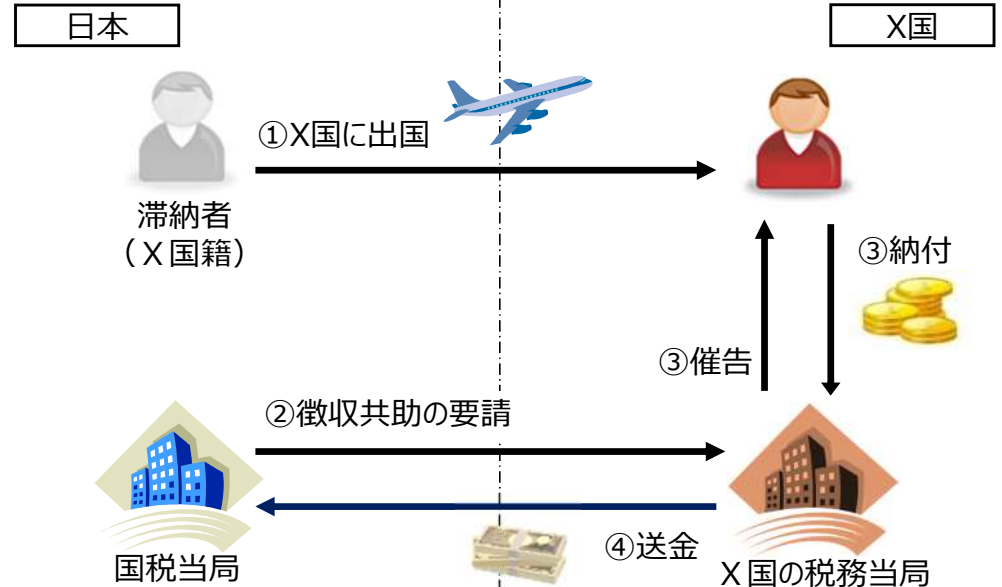 日本
X国
①X国に出国
滞納者
（Ｘ国籍）
③納付
③催告
②徴収共助の要請
④送金
国税当局
Ｘ国の税務当局